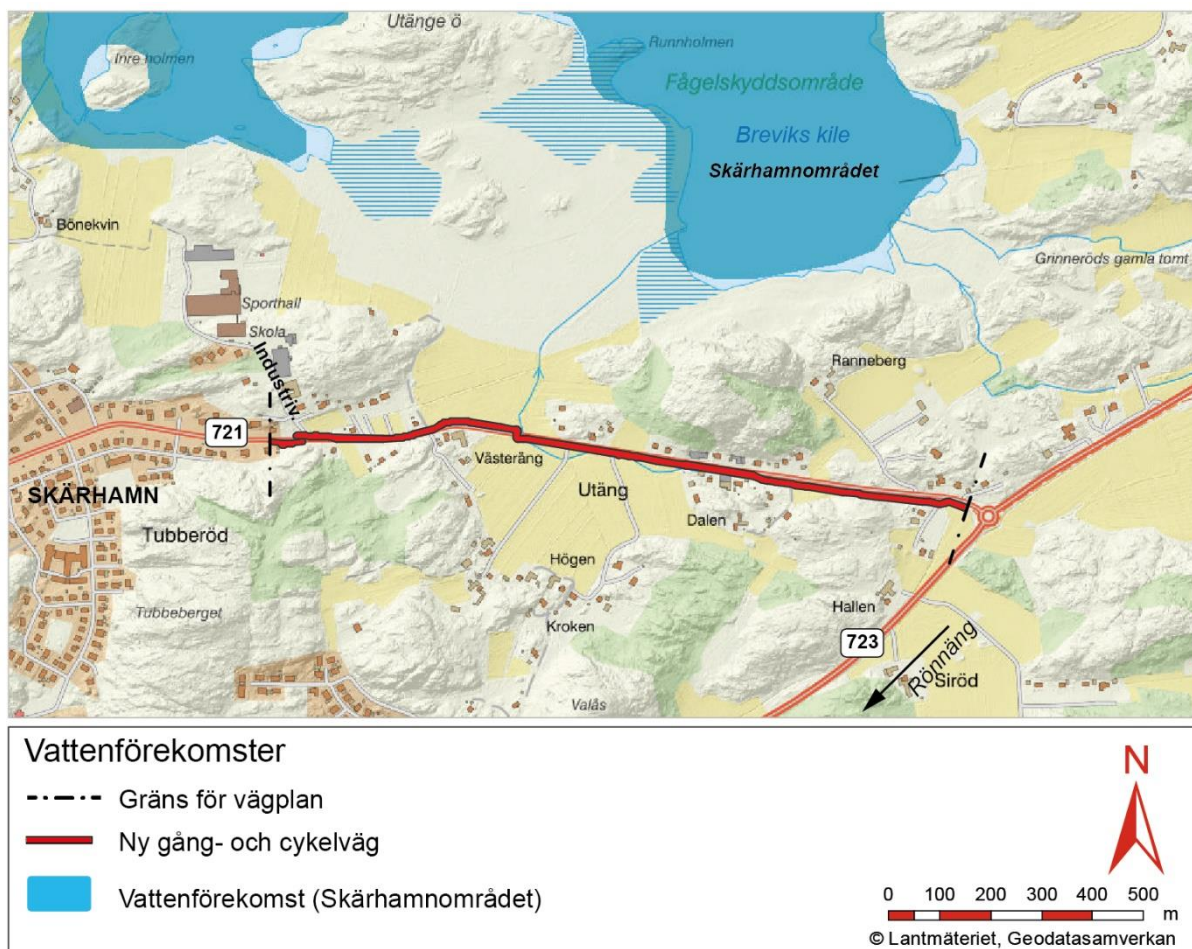 Utänge ö
Inre holmen
Runnholmen
Fågelskyddsområde
Breviks kile
Skärhamnområdet
Bönekvin
Grinneröds gamla tomt
Sporthall
Skola
Industriv.
Ranneberg
721
Västeräng
SKÄRHAMN
Utäng
Tubberöd
Dalen
Högen
Tubbeberget
Hallen
Kroken
723
Rönnäng
Siröd
Valås
Vattenförekomster
Gräns för vägplan
Ny gång- och cykelväg
Vattenförekomst (Skärhamnområdet)
N
0 100 200 300 400 500
m
© Lantmäteriet, Geodatasamverkan